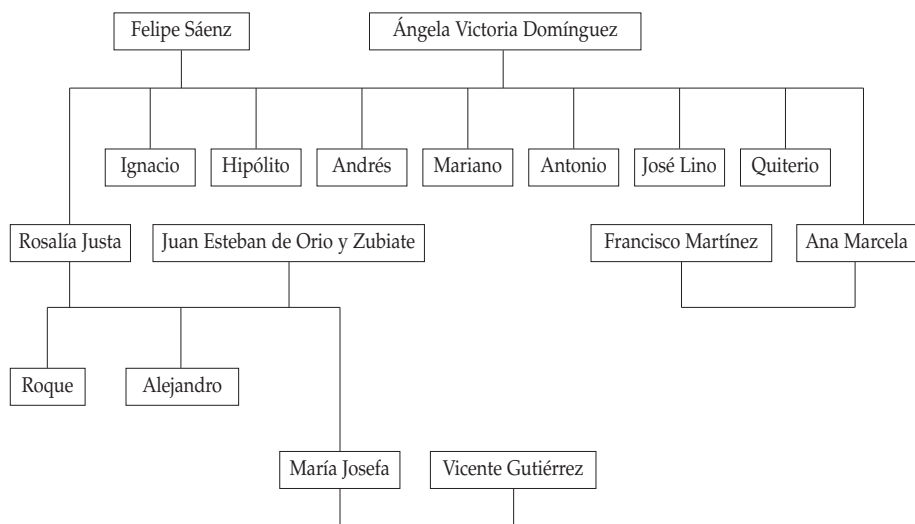 Felipe Sáenz
Ángela Victoria Domínguez
Ignacio
Hipólito
Andrés
Mariano
Antonio
José Lino
Quiterio
Rosalía Justa
Juan Esteban de Orio y Zubiate
Francisco Martínez
Ana Marcela
Roque
Alejandro
María Josefa
Vicente Gutiérrez